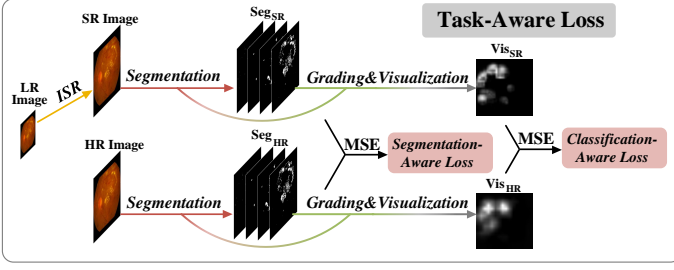 Task-Aware Loss
SR Image
Seg_SR
Vis_SR
LR
Image
ISR
Segmentation
Grading&Visualization
HR Image
Seg_HR
MSE
Segmentation-
Aware Loss
MSE
Classification-
Aware Loss
Vis_HR
Segmentation
Grading&Visualization